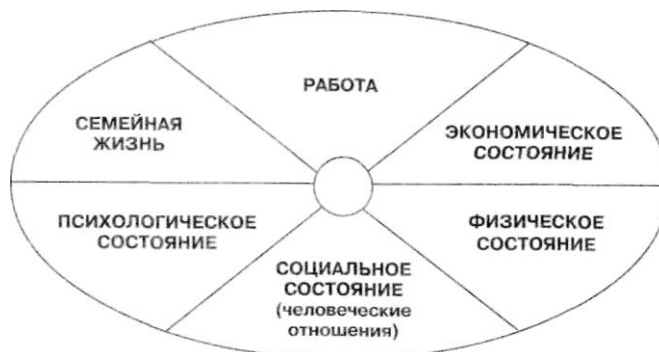 РАБОТА
СЕМЕЙНАЯ
ЖИЗНЬ
ЭКОНОМИЧЕСКОЕ
СОСТОЯНИЕ
ПСИХОЛОГИЧЕСКОЕ
СОСТОЯНИЕ
ФИЗИЧЕСКОЕ
СОСТОЯНИЕ
СОЦИАЛЬНОЕ
СОСТОЯНИЕ
(человеческие
отношения)